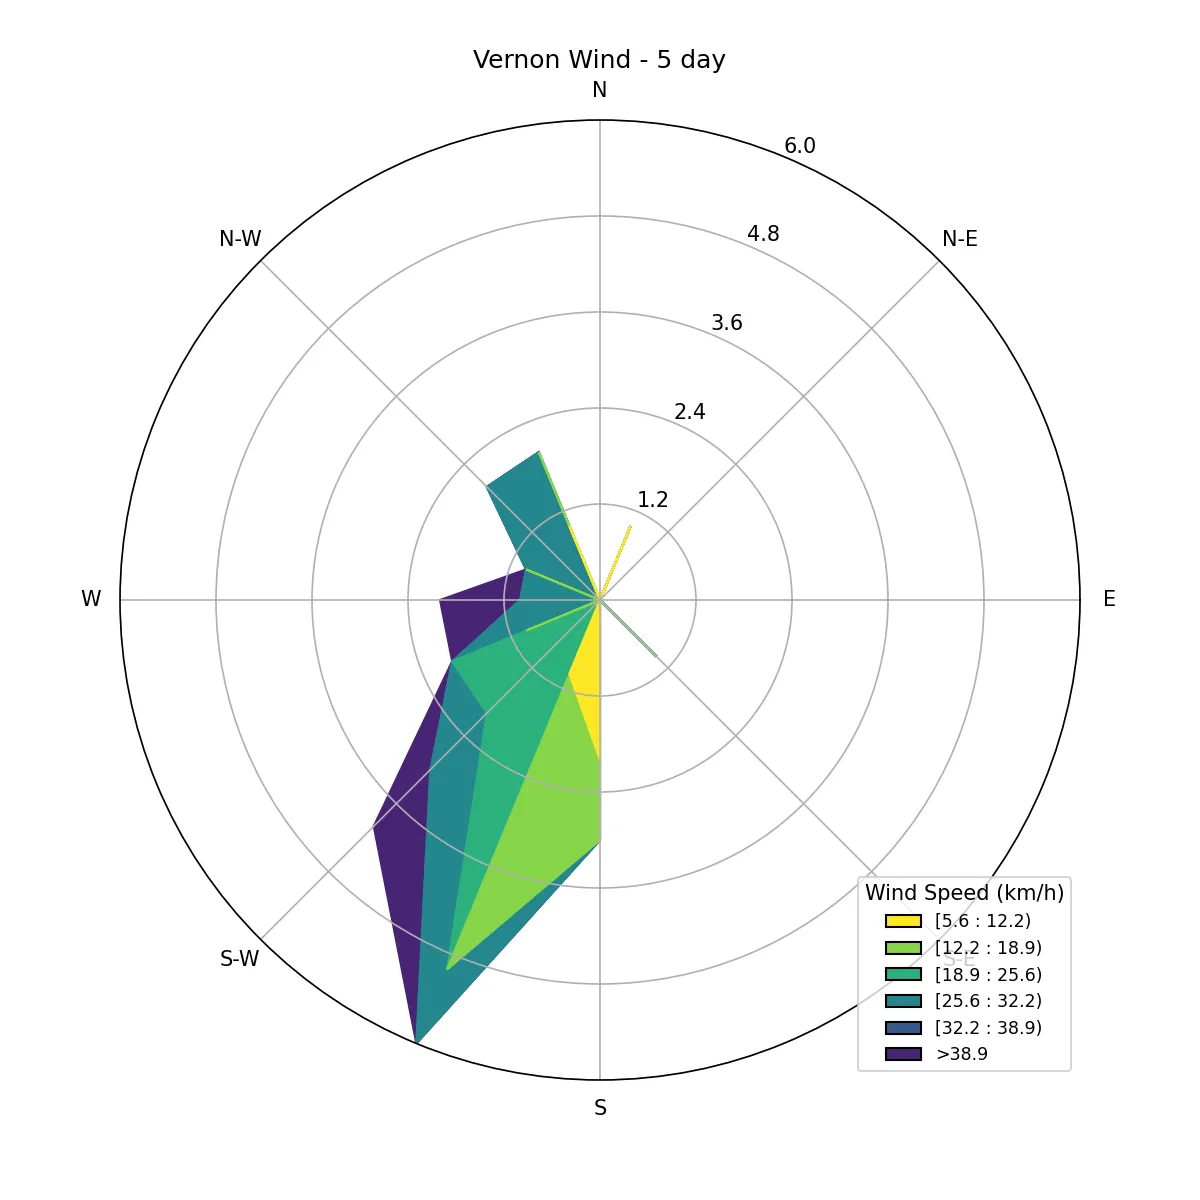 Vernon Wind - 5 day
N
6.0
4.8
N-W
N-E
3.6
2.4
1.2
W
E
Wind Speed (km/h)
[5.6 : 12.2)
[12.2 : 18.9)
S-W
S-E
[18.9 : 25.6)
[25.6 : 32.2)
[32.2 : 38.9)
>38.9
S